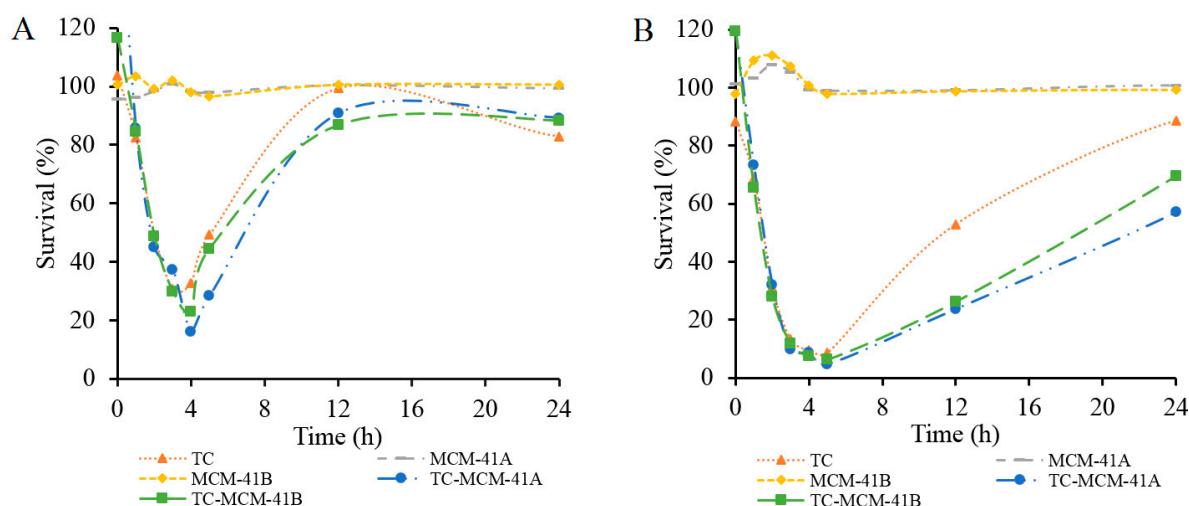 A
Survival (%)
120
100
80
60
40
20
0
0 4 8 12 16 20 24
Time (h)
TC MCM-41A
MCM-41B TC-MCM-41A
TC-MCM-41B
B
Survival (%)
120
100
80
60
40
20
0
0 4 8 12 16 20 24
Time (h)
TC MCM-41A
MCM-41B TC-MCM-41A
TC-MCM-41B